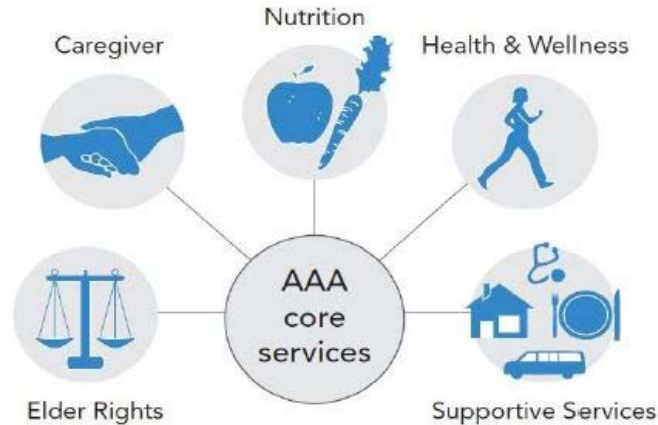 Nutrition
Caregiver
Health & Wellness
AAA
core
services
Elder Rights
Supportive Services